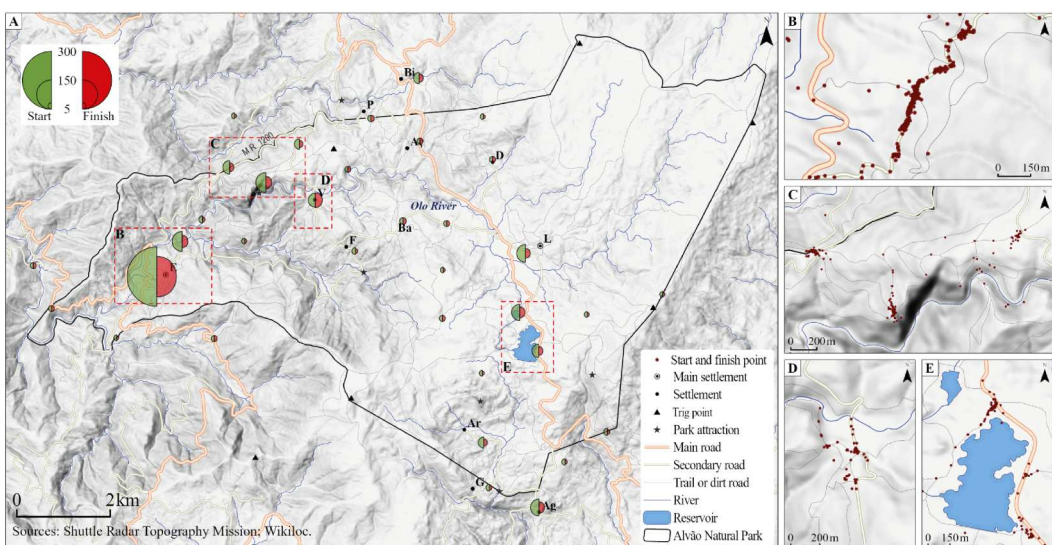 A
300
150
5
Start Finish
Bi
P
M.R. 1200
C
A
D
D
V
Olo River
Ba
B
F
L
E
E
Ar
G
Ag
Start and finish point
Main settlement
Settlement
Trig point
Park attraction
Main road
Secondary road
Trail or dirt road
River
Reservoir
Alvão Natural Park
0 2 km
Sources: Shuttle Radar Topography Mission; Wikiloc.
B
0 150 m
C
0 200 m
D
0
200 m
E
0
150 m